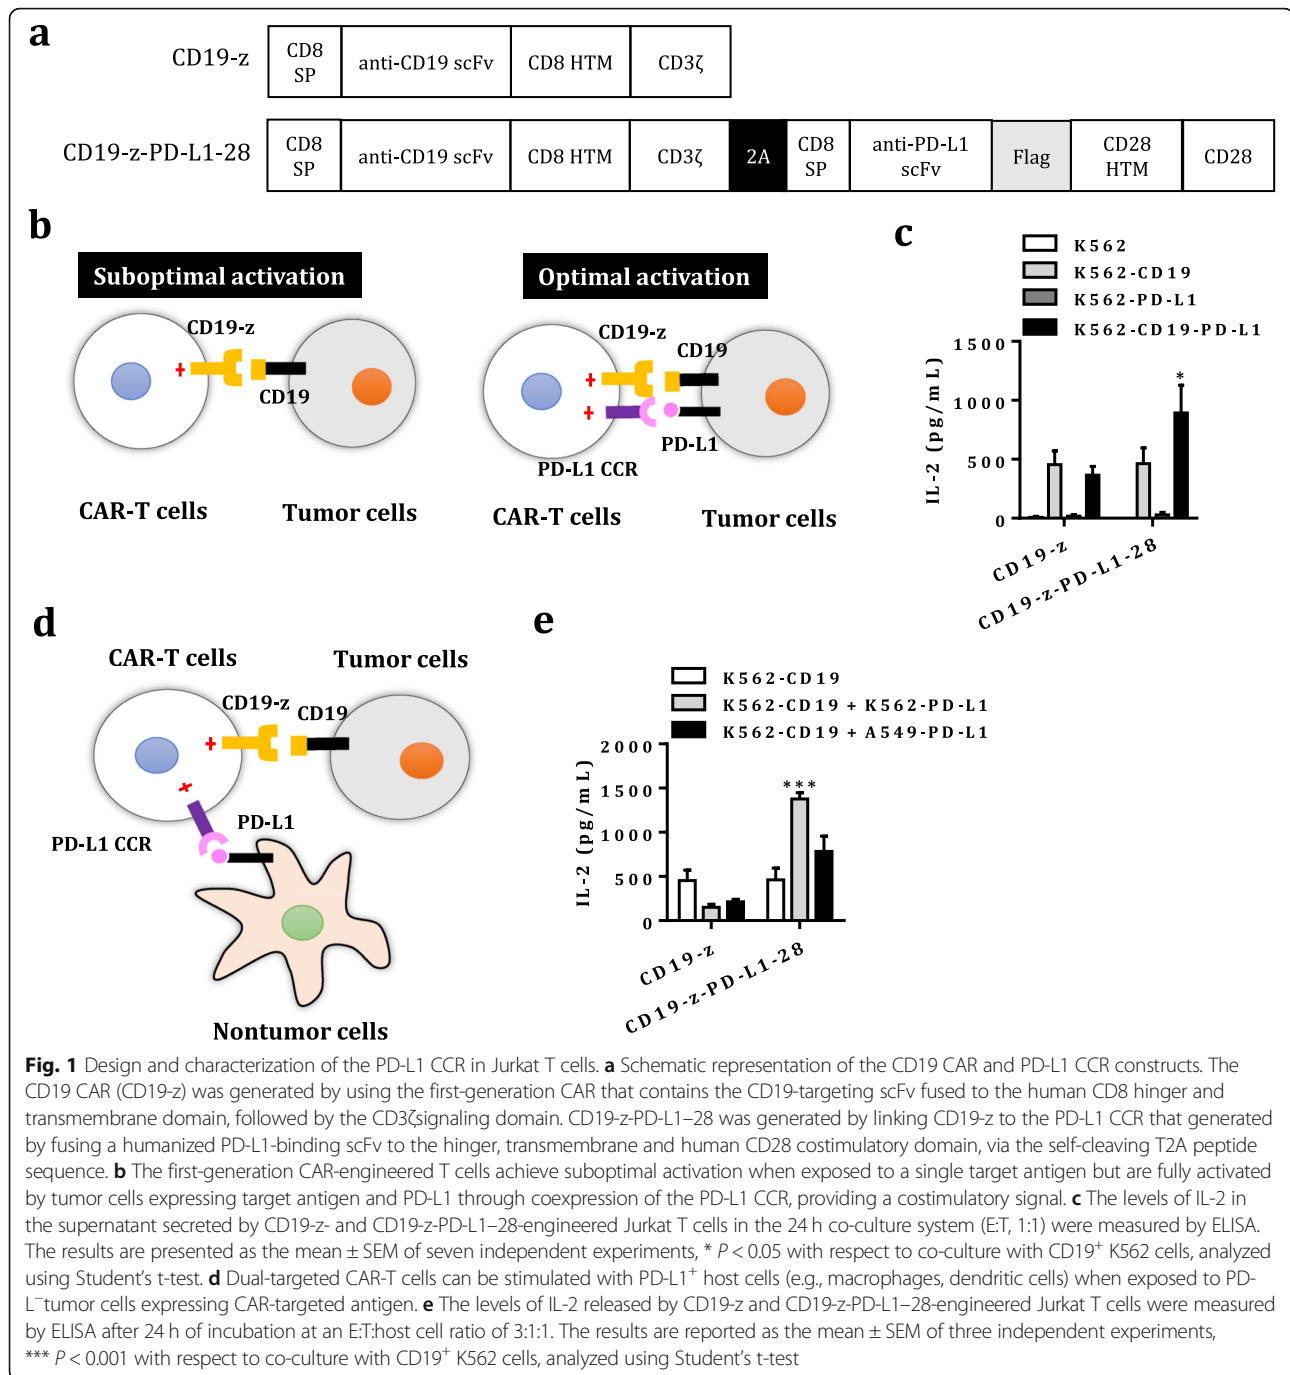 a
CD19-z
CD8 SP
anti-CD19 scFv
CD8 HTM
CD3ζ
CD19-z-PD-L1-28
CD8 SP
anti-CD19 scFv
CD8 HTM
CD3ζ
2A
CD8 SP
anti-PD-L1 scFv
Flag
CD28 HTM
CD28
b
Suboptimal activation
CD19-z
CD19
CAR-T cells
Tumor cells
Optimal activation
CD19-z
CD19
PD-L1
PD-L1 CCR
CAR-T cells
Tumor cells
c
K562
K562-CD19
K562-PD-L1
K562-CD19-PD-L1
IL-2 (pg/mL)
1500
1000
500
0
*
CD19-z
CD19-z-PD-L1-28
d
CAR-T cells
Tumor cells
CD19-z
CD19
PD-L1
PD-L1 CCR
Nontumor cells
e
K562-CD19
K562-CD19 + K562-PD-L1
K562-CD19 + A549-PD-L1
IL-2 (pg/mL)
2000
1500
1000
500
0
***
CD19-z
CD19-z-PD-L1-28
Fig. 1 Design and characterization of the PD-L1 CCR in Jurkat T cells. a Schematic representation of the CD19 CAR and PD-L1 CCR constructs. The
CD19 CAR (CD19-z) was generated by using the first-generation CAR that contains the CD19-targeting scFv fused to the human CD8 hinger and
transmembrane domain, followed by the CD3ζsignaling domain. CD19-z-PD-L1–28 was generated by linking CD19-z to the PD-L1 CCR that generated
by fusing a humanized PD-L1-binding scFv to the hinger, transmembrane and human CD28 costimulatory domain, via the self-cleaving T2A peptide
sequence. b The first-generation CAR-engineered T cells achieve suboptimal activation when exposed to a single target antigen but are fully activated
by tumor cells expressing target antigen and PD-L1 through coexpression of the PD-L1 CCR, providing a costimulatory signal. c The levels of IL-2 in
the supernatant secreted by CD19-z- and CD19-z-PD-L1–28-engineered Jurkat T cells in the 24 h co-culture system (E:T, 1:1) were measured by ELISA.
The results are presented as the mean ± SEM of seven independent experiments, * P < 0.05 with respect to co-culture with CD19⁺ K562 cells, analyzed
using Student's t-test. d Dual-targeted CAR-T cells can be stimulated with PD-L1⁺ host cells (e.g., macrophages, dendritic cells) when exposed to PD-
L⁻tumor cells expressing CAR-targeted antigen. e The levels of IL-2 released by CD19-z and CD19-z-PD-L1–28-engineered Jurkat T cells were measured
by ELISA after 24 h of incubation at an E:T:host cell ratio of 3:1:1. The results are reported as the mean ± SEM of three independent experiments,
*** P < 0.001 with respect to co-culture with CD19⁺ K562 cells, analyzed using Student's t-test